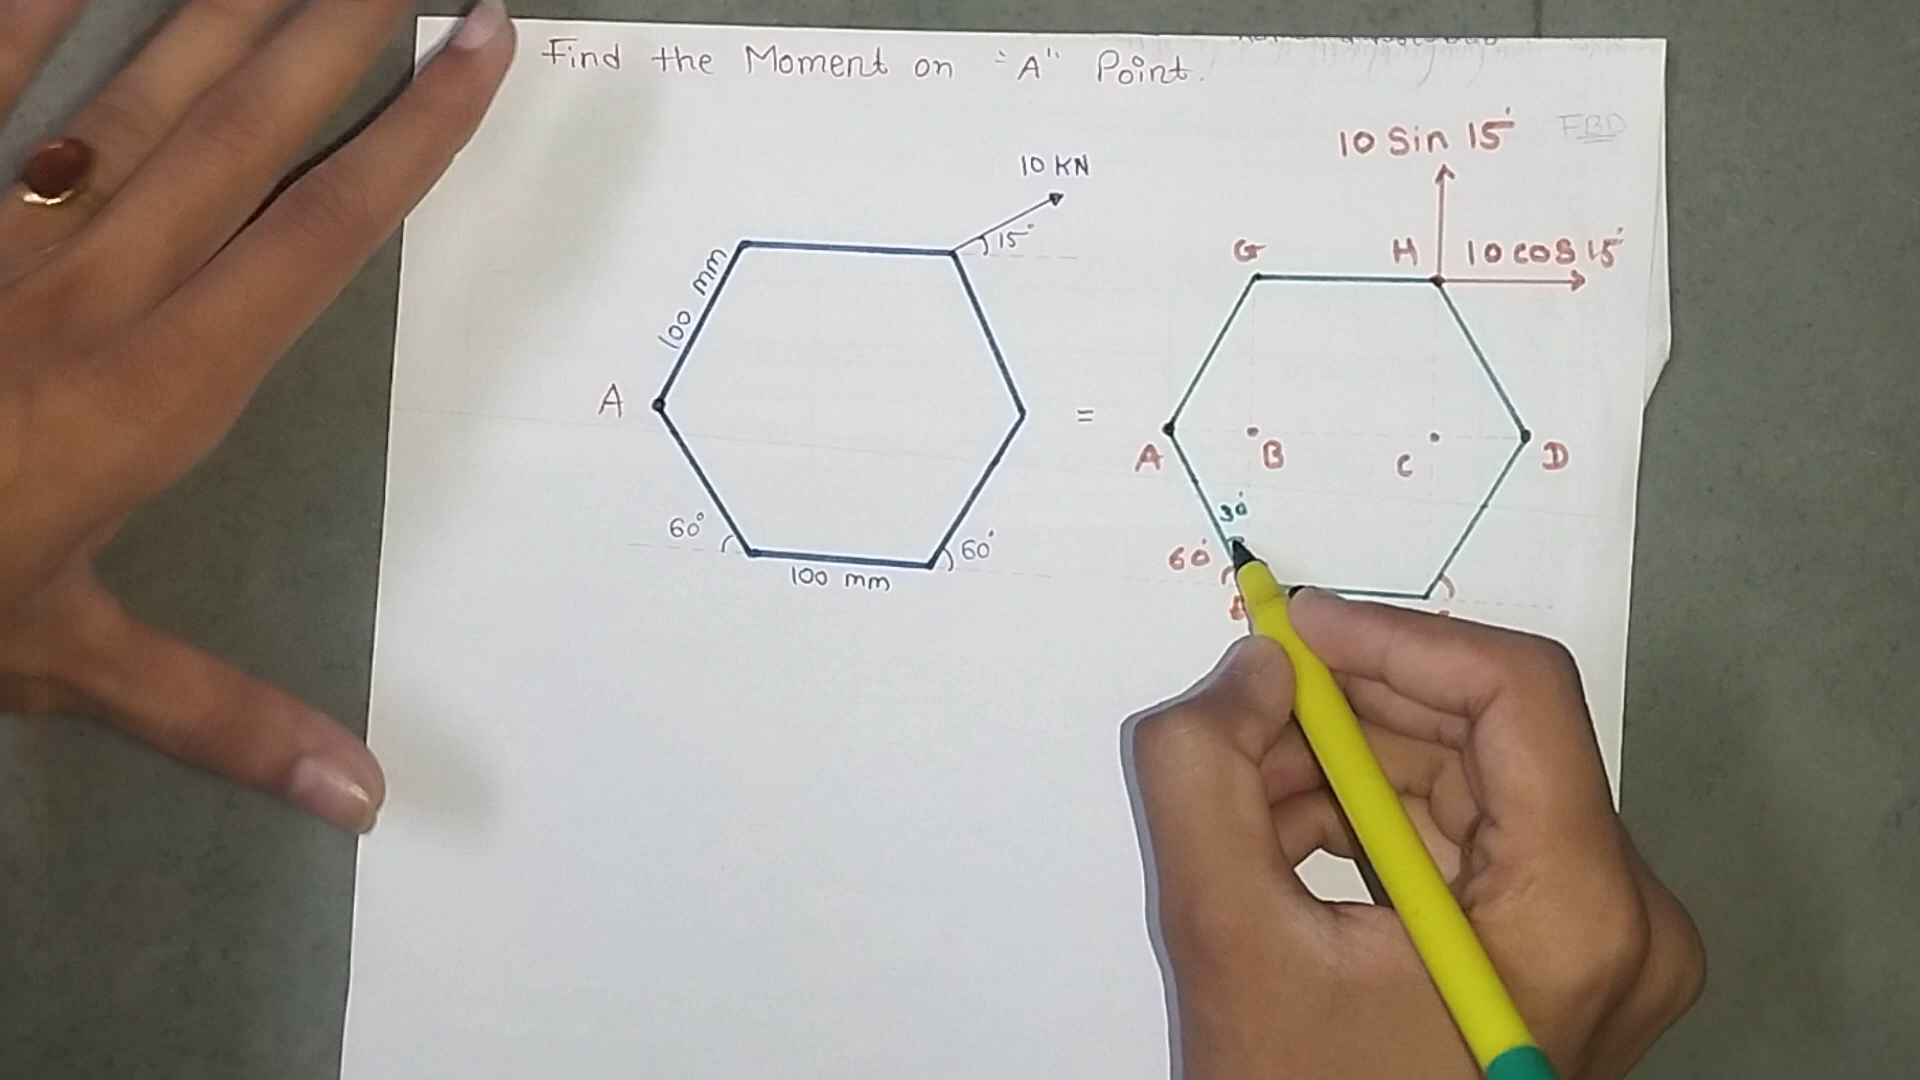 Find the Moment on "A" Point.
FBD
10 KN
15°
100 mm
A
60°
60°
100 mm
=
10 Sin 15°
10 cos 15°
G
H
A
B
C
D
30°
60°